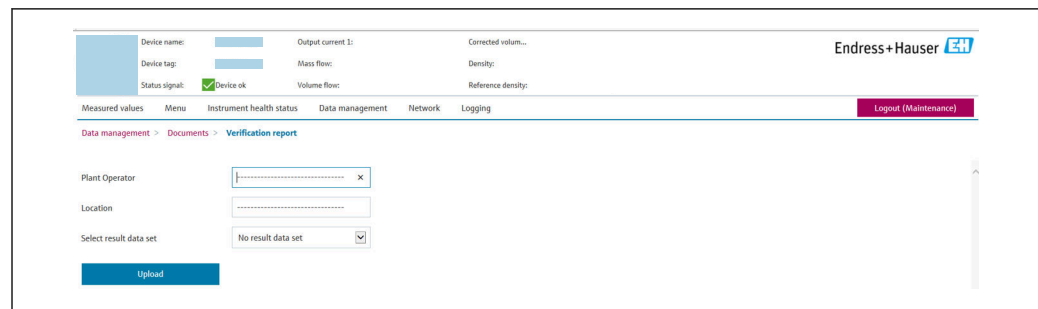 Device name: Output current 1: Corrected volum...
Device tag: Mass flow: Density:
Status signal: Device ok Volume flow: Reference density:
Endress+Hauser EH
Measured values Menu Instrument health status Data management Network Logging Logout (Maintenance)
Data management > Documents > Verification report
Plant Operator ------------------------------- ×
Location -------------------------------
Select result data set No result data set
Upload